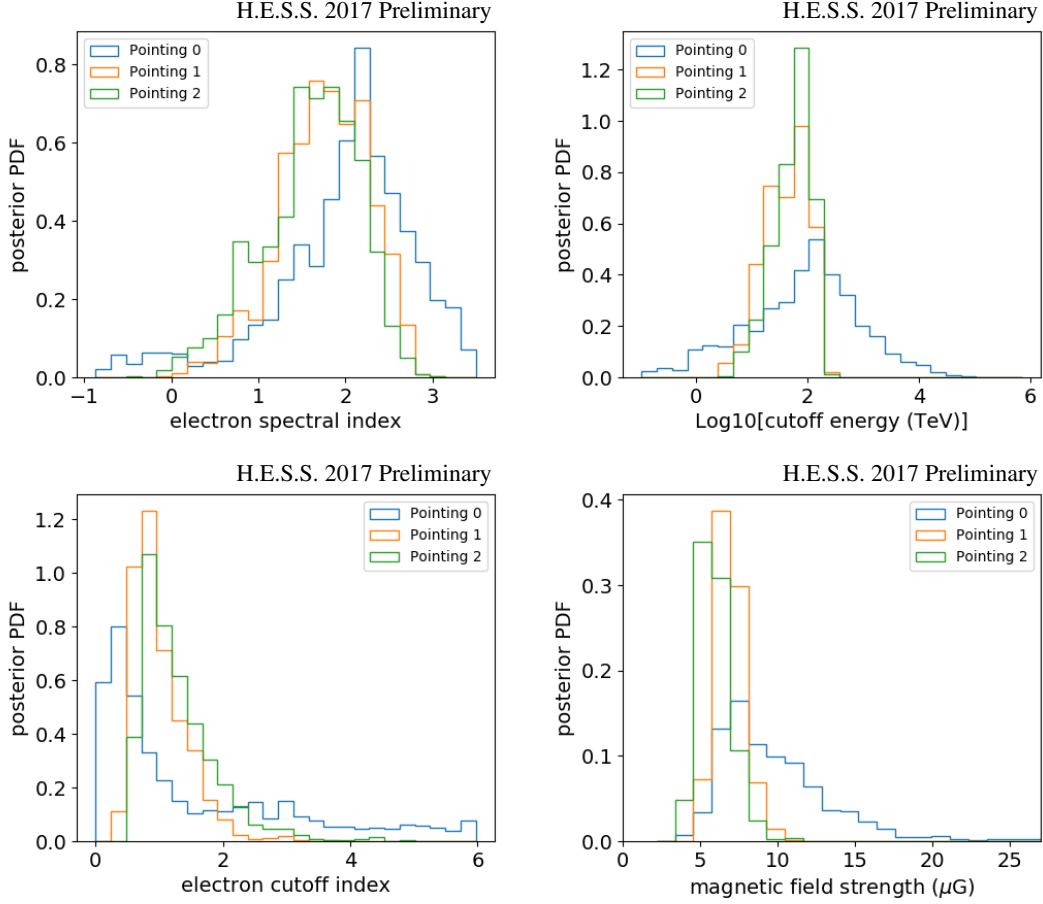 H.E.S.S. 2017 Preliminary
Pointing 0
Pointing 1
Pointing 2
0.8
0.6
0.4
0.2
0.0
posterior PDF
−1
0
1
2
3
electron spectral index
H.E.S.S. 2017 Preliminary
Pointing 0
Pointing 1
Pointing 2
1.2
1.0
0.8
0.6
0.4
0.2
0.0
posterior PDF
0
2
4
6
Log10[cutoff energy (TeV)]
H.E.S.S. 2017 Preliminary
Pointing 0
Pointing 1
Pointing 2
1.2
1.0
0.8
0.6
0.4
0.2
0.0
posterior PDF
0
2
4
6
electron cutoff index
H.E.S.S. 2017 Preliminary
Pointing 0
Pointing 1
Pointing 2
0.4
0.3
0.2
0.1
0.0
posterior PDF
0
5
10
15
20
25
magnetic field strength (μG)